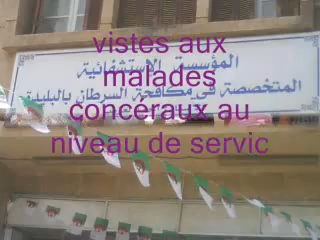 vistes aux
المؤسسة الاستشفائية
malades
المتخصصة في مكافحة السرطان بالبليدة
conceraux au
niveau de servic